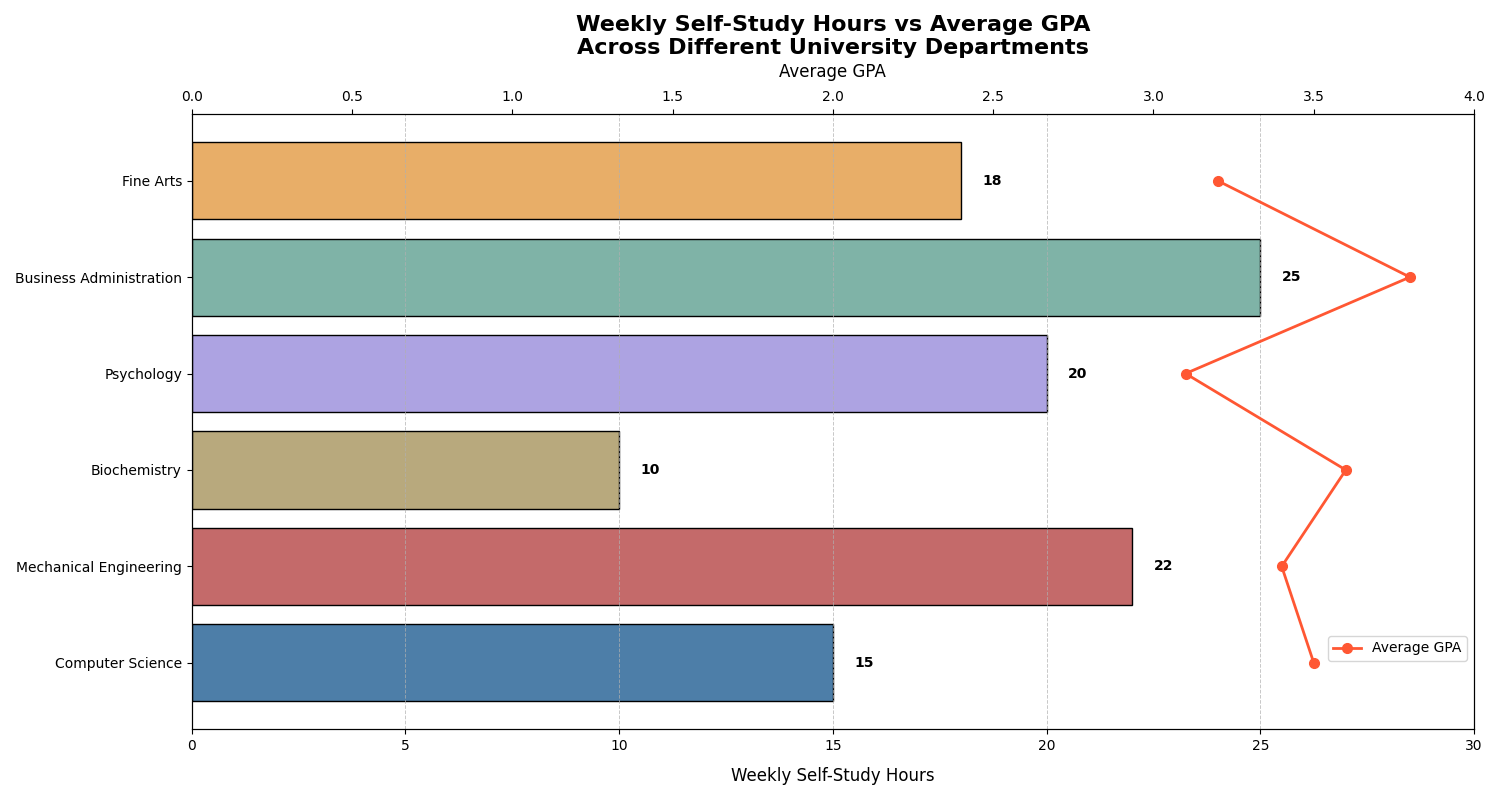 Weekly Self-Study Hours vs Average GPA
Across Different University Departments
Average GPA
0.0 0.5 1.0 1.5 2.0 2.5 3.0 3.5 4.0
Fine Arts 18
Business Administration 25
Psychology 20
Biochemistry 10
Mechanical Engineering 22
Average GPA
Computer Science 15
0 5 10 15 20 25 30
Weekly Self-Study Hours